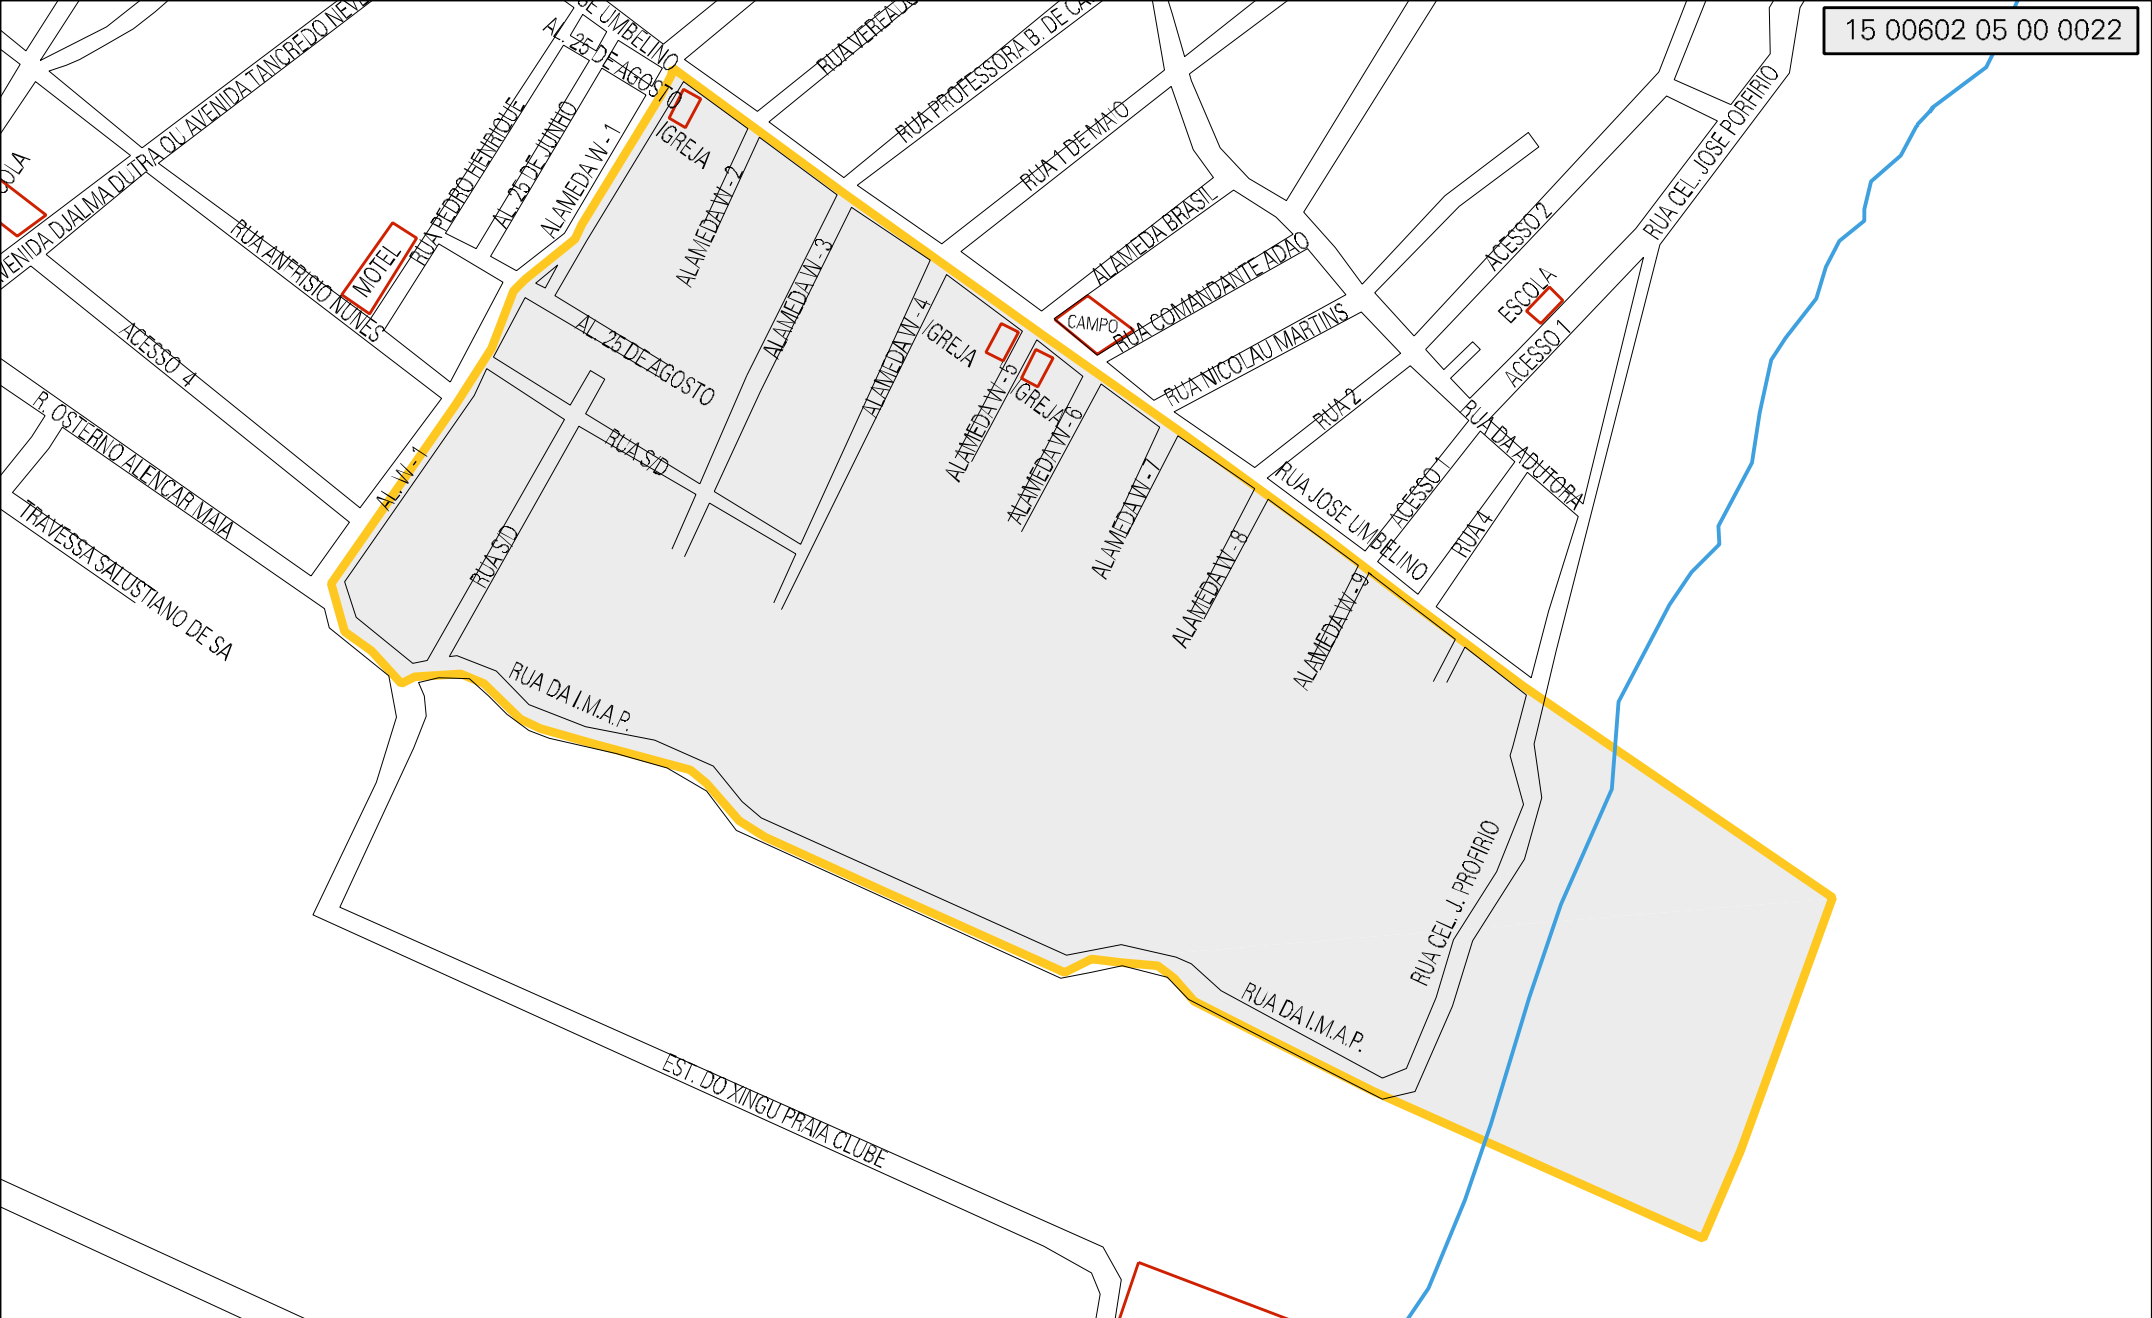 15 00602 05 00 0022
SE UMBELINO
AL. 25 DE AGOSTO
RUA PROFESSORA B. DE CA
AVENIDA TANCREDO NEVE
VENIDA DJALMA DUTRA OU
RUA PEDRO HENRIQUE
AL. 25 DE JUNHO
ALAMEDA W - 1
IGREJA
RUA 1 DE MAIO
RUA CEL. JOSE PORFIRIO
MOTEL
RUA ANFRISIO NUNES
ALAMEDA W - 2
ALAMEDA W - 3
ALAMEDA BRASIL
RUA COMANDANTE ADAO
ACESSO 2
ESCOLA
ACESSO 1
CAMPO
RUA NICOLAU MARTINS
ACESSO 4
AL. 25 DE AGOSTO
ALAMEDA W - 4
IGREJA
IGREJA
ALAMEDA W - 5
ALAMEDA W - 6
RUA 2
RUA DA ADUTORA
R. OSTERNO ALENCAR MAIA
AL. W - 1
RUA S/D
RUA S/D
ALAMEDA W - 7
RUA JOSE UMBELINO
ACESSO 1
RUA 4
TRAVESSA SALUSTIANO DE SA
ALAMEDA W - 8
ALAMEDA W - 9
RUA DA I.M.A.P.
RUA CEL. J. PROFIRIO
RUA DA I.M.A.P.
EST. DO XINGU PRAIA CLUBE